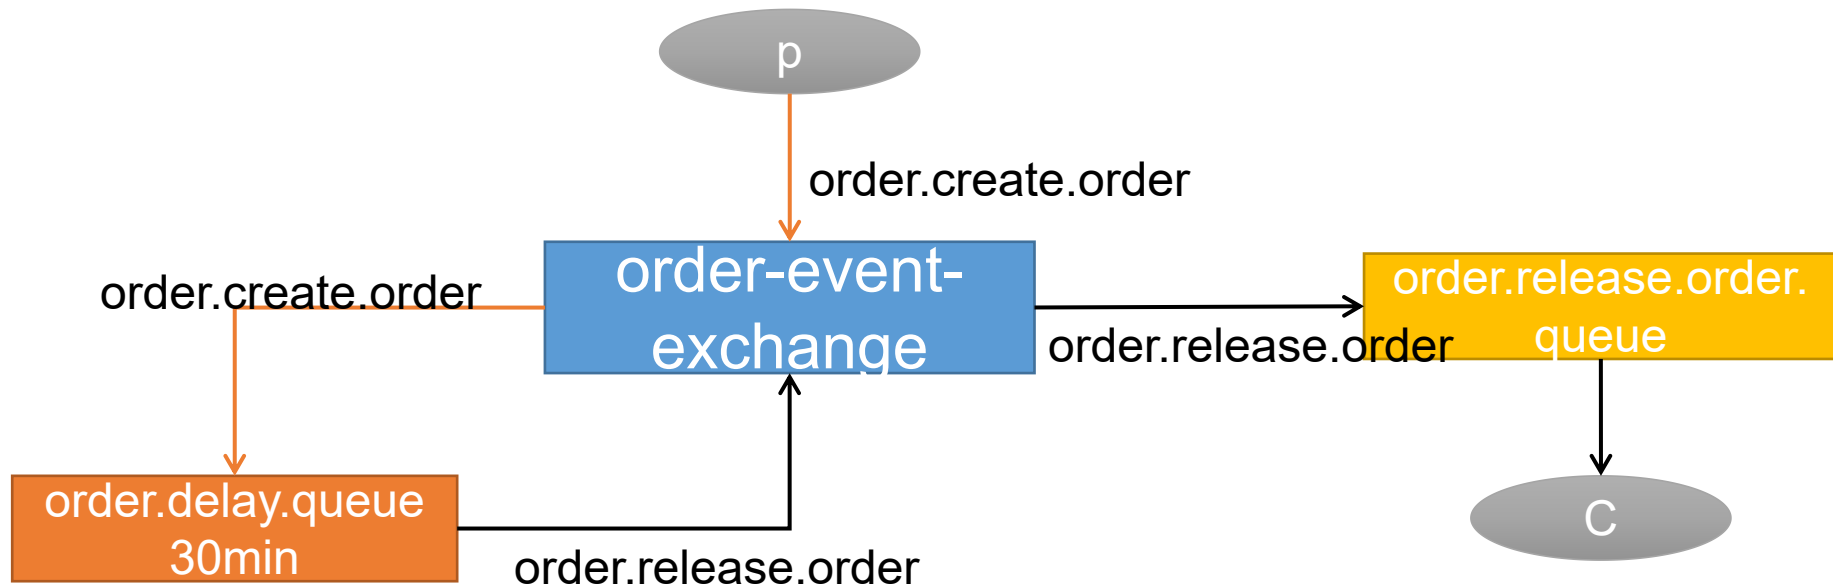 p
order.create.order
order-event-
exchange
order.create.order
order.release.order.
queue
order.release.order
order.delay.queue
30min
order.release.order
C